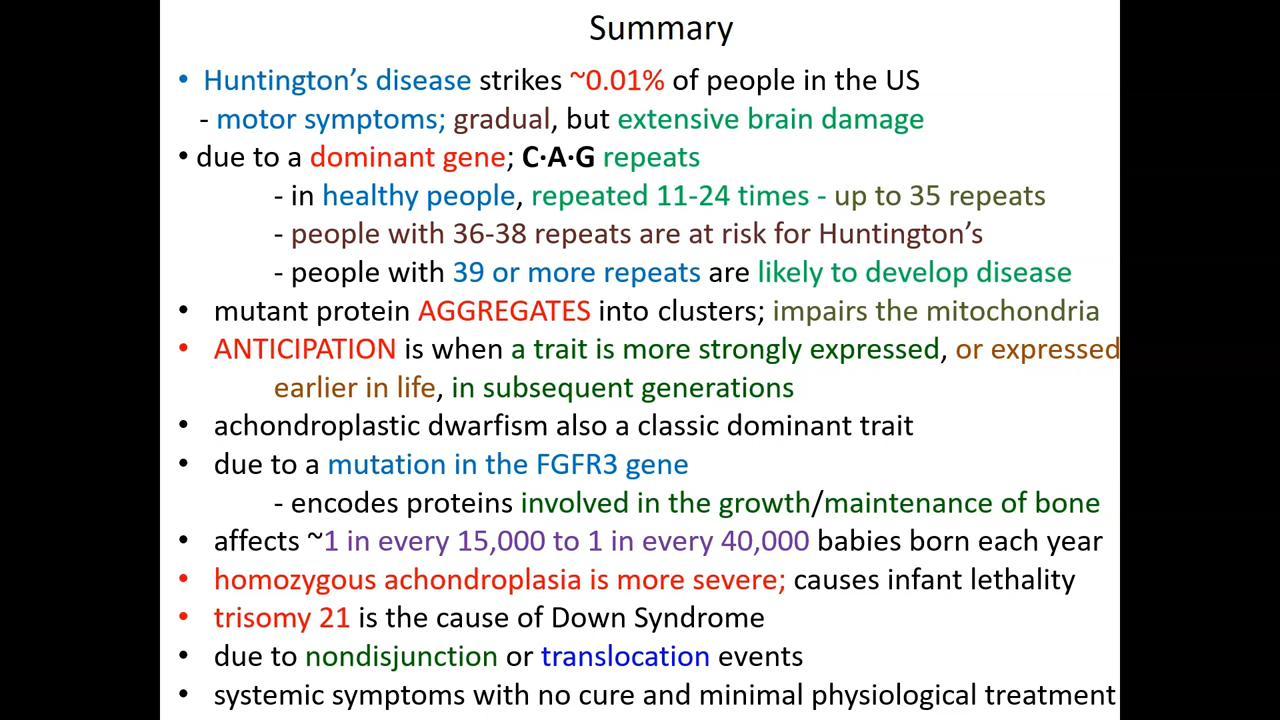 Summary
• Huntington's disease strikes ~0.01% of people in the US
- motor symptoms; gradual, but extensive brain damage
• due to a dominant gene; C·A·G repeats
- in healthy people, repeated 11-24 times - up to 35 repeats
- people with 36-38 repeats are at risk for Huntington's
- people with 39 or more repeats are likely to develop disease
• mutant protein AGGREGATES into clusters; impairs the mitochondria
• ANTICIPATION is when a trait is more strongly expressed, or expressed
earlier in life, in subsequent generations
• achondroplastic dwarfism also a classic dominant trait
• due to a mutation in the FGFR3 gene
- encodes proteins involved in the growth/maintenance of bone
• affects ~1 in every 15,000 to 1 in every 40,000 babies born each year
• homozygous achondroplasia is more severe; causes infant lethality
• trisomy 21 is the cause of Down Syndrome
• due to nondisjunction or translocation events
• systemic symptoms with no cure and minimal physiological treatment